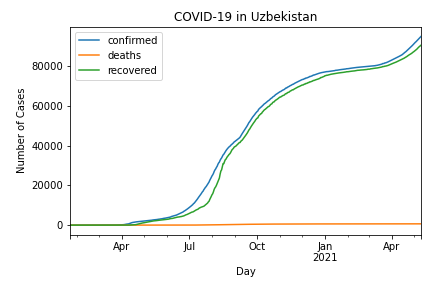 COVID-19 in Uzbekistan
confirmed
deaths
recovered
Number of Cases
80000
60000
40000
20000
0
Apr
Jul
Oct
Jan
2021
Apr
Day